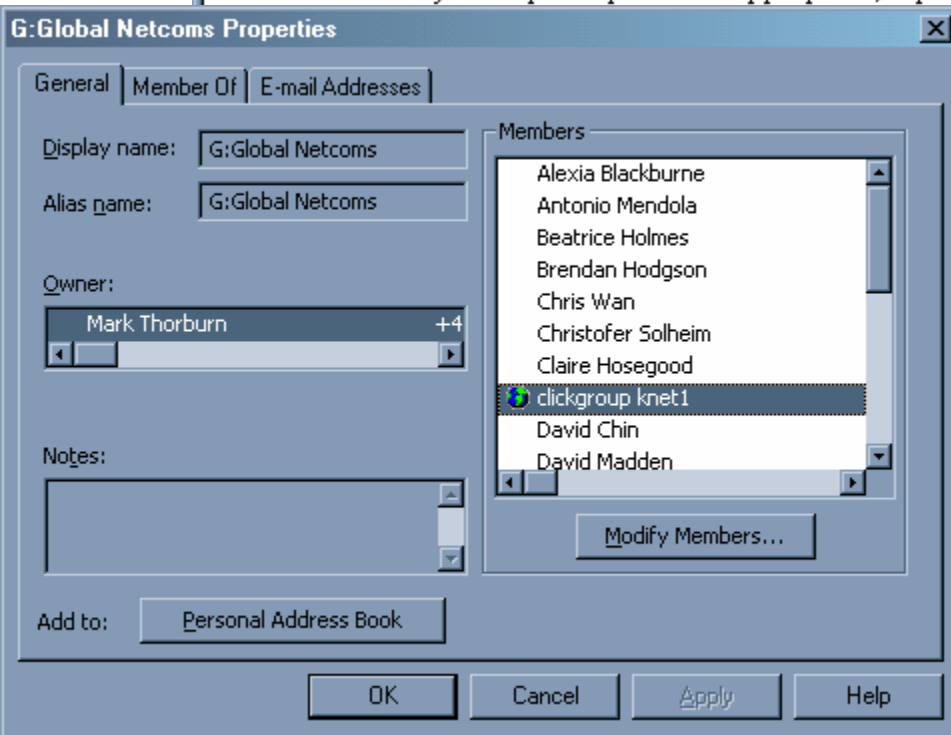 G:Global Netcoms Properties
General
Member Of
E-mail Addresses
Display name:
G:Global Netcoms
Alias name:
G:Global Netcoms
Owner:
Mark Thorburn +4
Notes:
Add to:
Personal Address Book
Members
Alexia Blackburne
Antonio Mendola
Beatrice Holmes
Brendan Hodgson
Chris Wan
Christofer Solheim
Claire Hosegood
clickgroup knet1
David Chin
David Madden
Modify Members...
OK
Cancel
Apply
Help